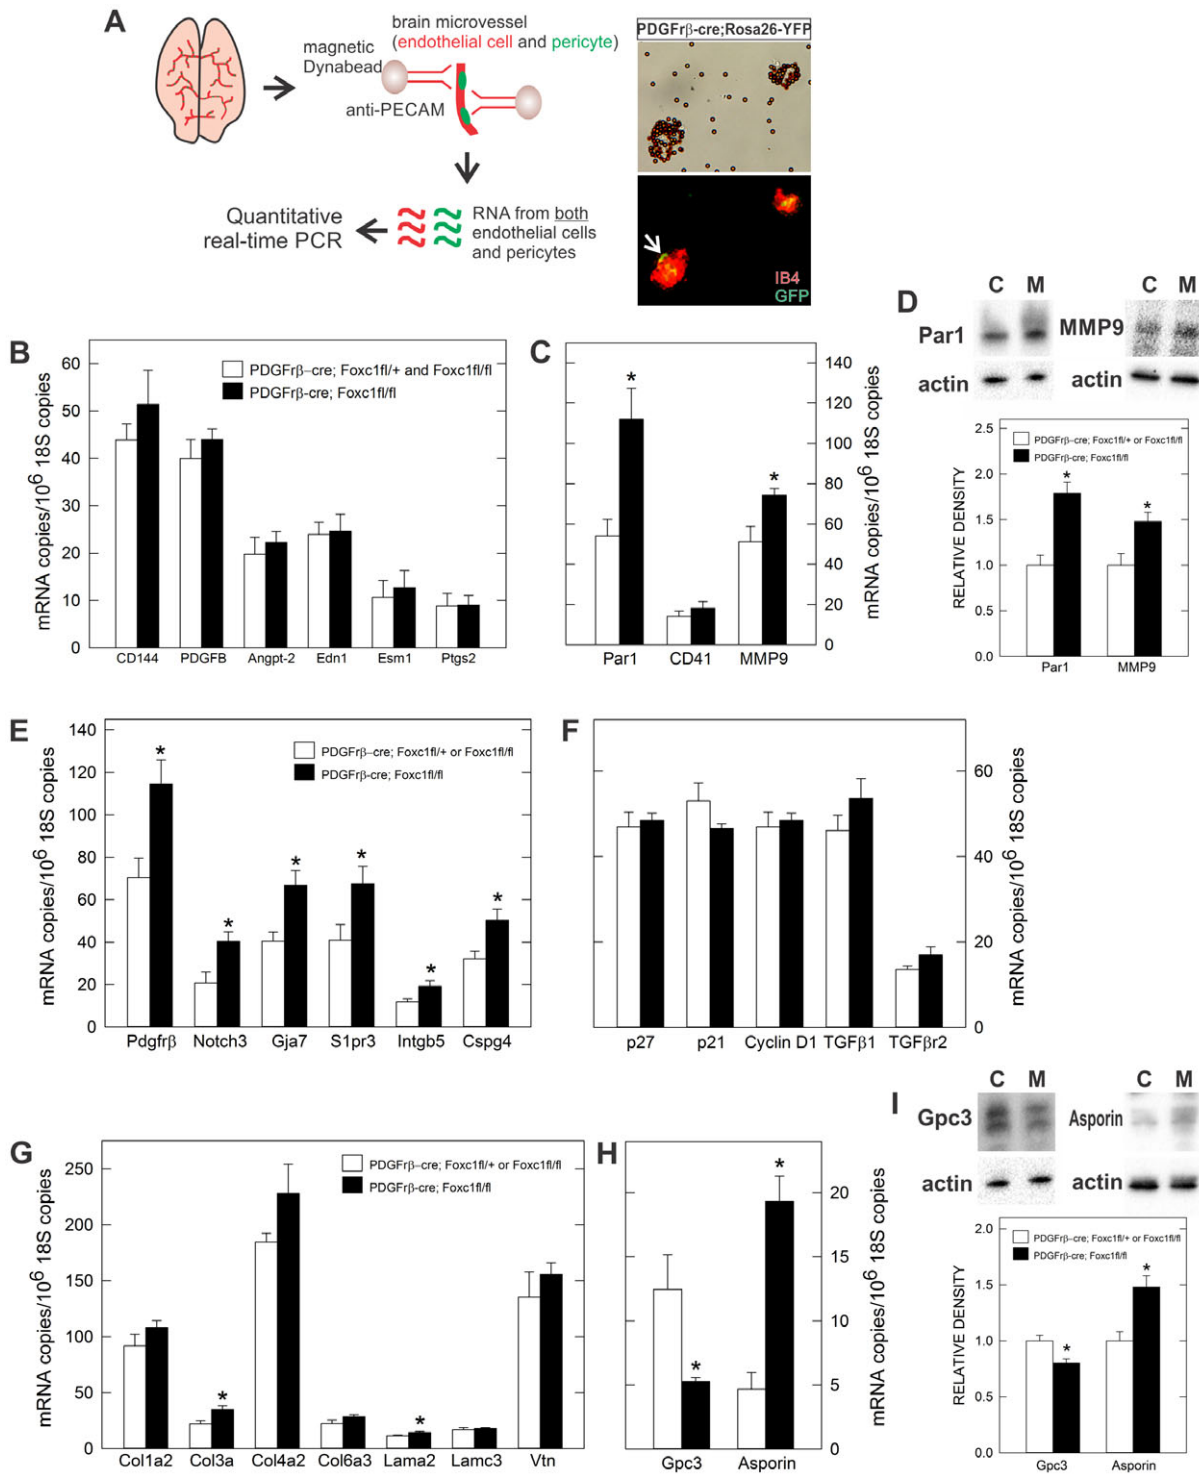 A
magnetic
Dynabead
brain microvessel
(endothelial cell and pericyte)
anti-PECAM
Quantitative
real-time PCR
RNA from both
endothelial cells
and pericytes
PDGFrβ-cre;Rosa26-YFP
IB4
GFP
B
mRNA copies/10⁶ 18S copies
60
50
40
30
20
10
0
PDGFrβ–cre; Foxc1fl/+ and Foxc1fl/fl
PDGFrβ-cre; Foxc1fl/fl
CD144 PDGFB Angpt-2 Edn1 Esm1 Ptgs2
C
*
*
140
120
100
80
60
40
20
0
mRNA copies/10⁶ 18S copies
Par1 CD41 MMP9
D
C M
C M
Par1
MMP9
actin
actin
RELATIVE DENSITY
2.5
2.0
1.5
1.0
0.5
0.0
PDGFrβ–cre; Foxc1fl/+ or Foxc1fl/fl
PDGFrβ-cre; Foxc1fl/fl
*
*
Par1 MMP9
E
mRNA copies/10⁶ 18S copies
140
120
100
80
60
40
20
0
PDGFrβ–cre; Foxc1fl/+ or Foxc1fl/fl
PDGFrβ-cre; Foxc1fl/fl
* * * * * *
Pdgfrβ Notch3 Gja7 S1pr3 Intgb5 Cspg4
F
60
40
20
0
mRNA copies/10⁶ 18S copies
p27 p21 Cyclin D1 TGFβ1 TGFβr2
G
mRNA copies/10⁶ 18S copies
250
200
150
100
50
0
PDGFrβ–cre; Foxc1fl/+ or Foxc1fl/fl
PDGFrβ-cre; Foxc1fl/fl
* *
Col1a2 Col3a Col4a2 Col6a3 Lama2 Lamc3 Vtn
H
*
*
20
15
10
5
0
mRNA copies/10⁶ 18S copies
Gpc3 Asporin
I
C M
C M
Gpc3
Asporin
actin
actin
RELATIVE DENSITY
2.0
1.5
1.0
0.5
0.0
PDGFrβ–cre; Foxc1fl/+ or Foxc1fl/fl
PDGFrβ-cre; Foxc1fl/fl
*
*
Gpc3 Asporin